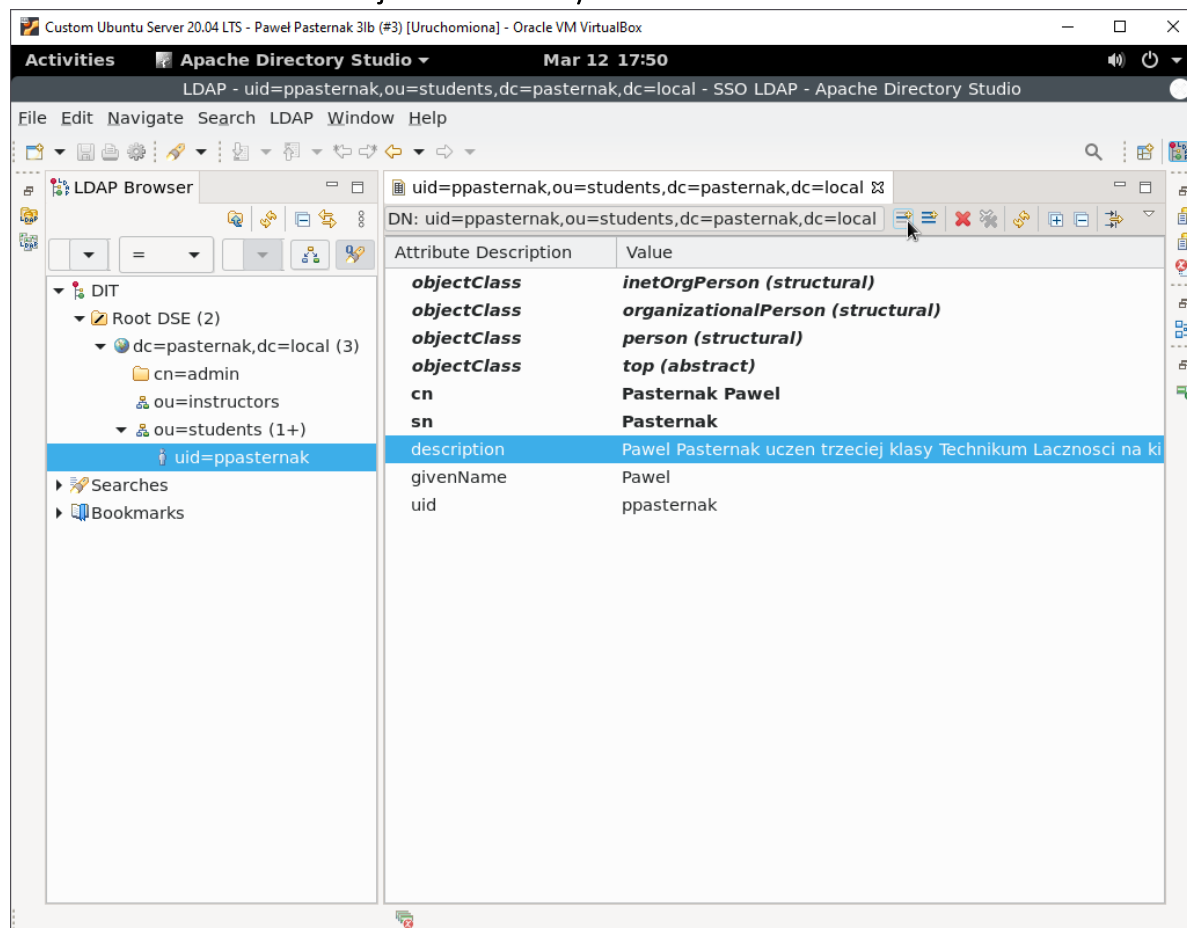 Custom Ubuntu Server 20.04 LTS - Paweł Pasternak 3lb (#3) [Uruchomiona] - Oracle VM VirtualBox
Activities Apache Directory Studio Mar 12 17:50
LDAP - uid=ppasternak,ou=students,dc=pasternak,dc=local - SSO LDAP - Apache Directory Studio
File Edit Navigate Search LDAP Window Help
LDAP Browser
uid=ppasternak,ou=students,dc=pasternak,dc=local
DN: uid=ppasternak,ou=students,dc=pasternak,dc=local
=
DIT
Root DSE (2)
dc=pasternak,dc=local (3)
cn=admin
ou=instructors
ou=students (1+)
uid=ppasternak
Searches
Bookmarks
Attribute Description Value
objectClass inetOrgPerson (structural)
objectClass organizationalPerson (structural)
objectClass person (structural)
objectClass top (abstract)
cn Pasternak Pawel
sn Pasternak
description Pawel Pasternak uczen trzeciej klasy Technikum Lacznosci na ki
givenName Pawel
uid ppasternak